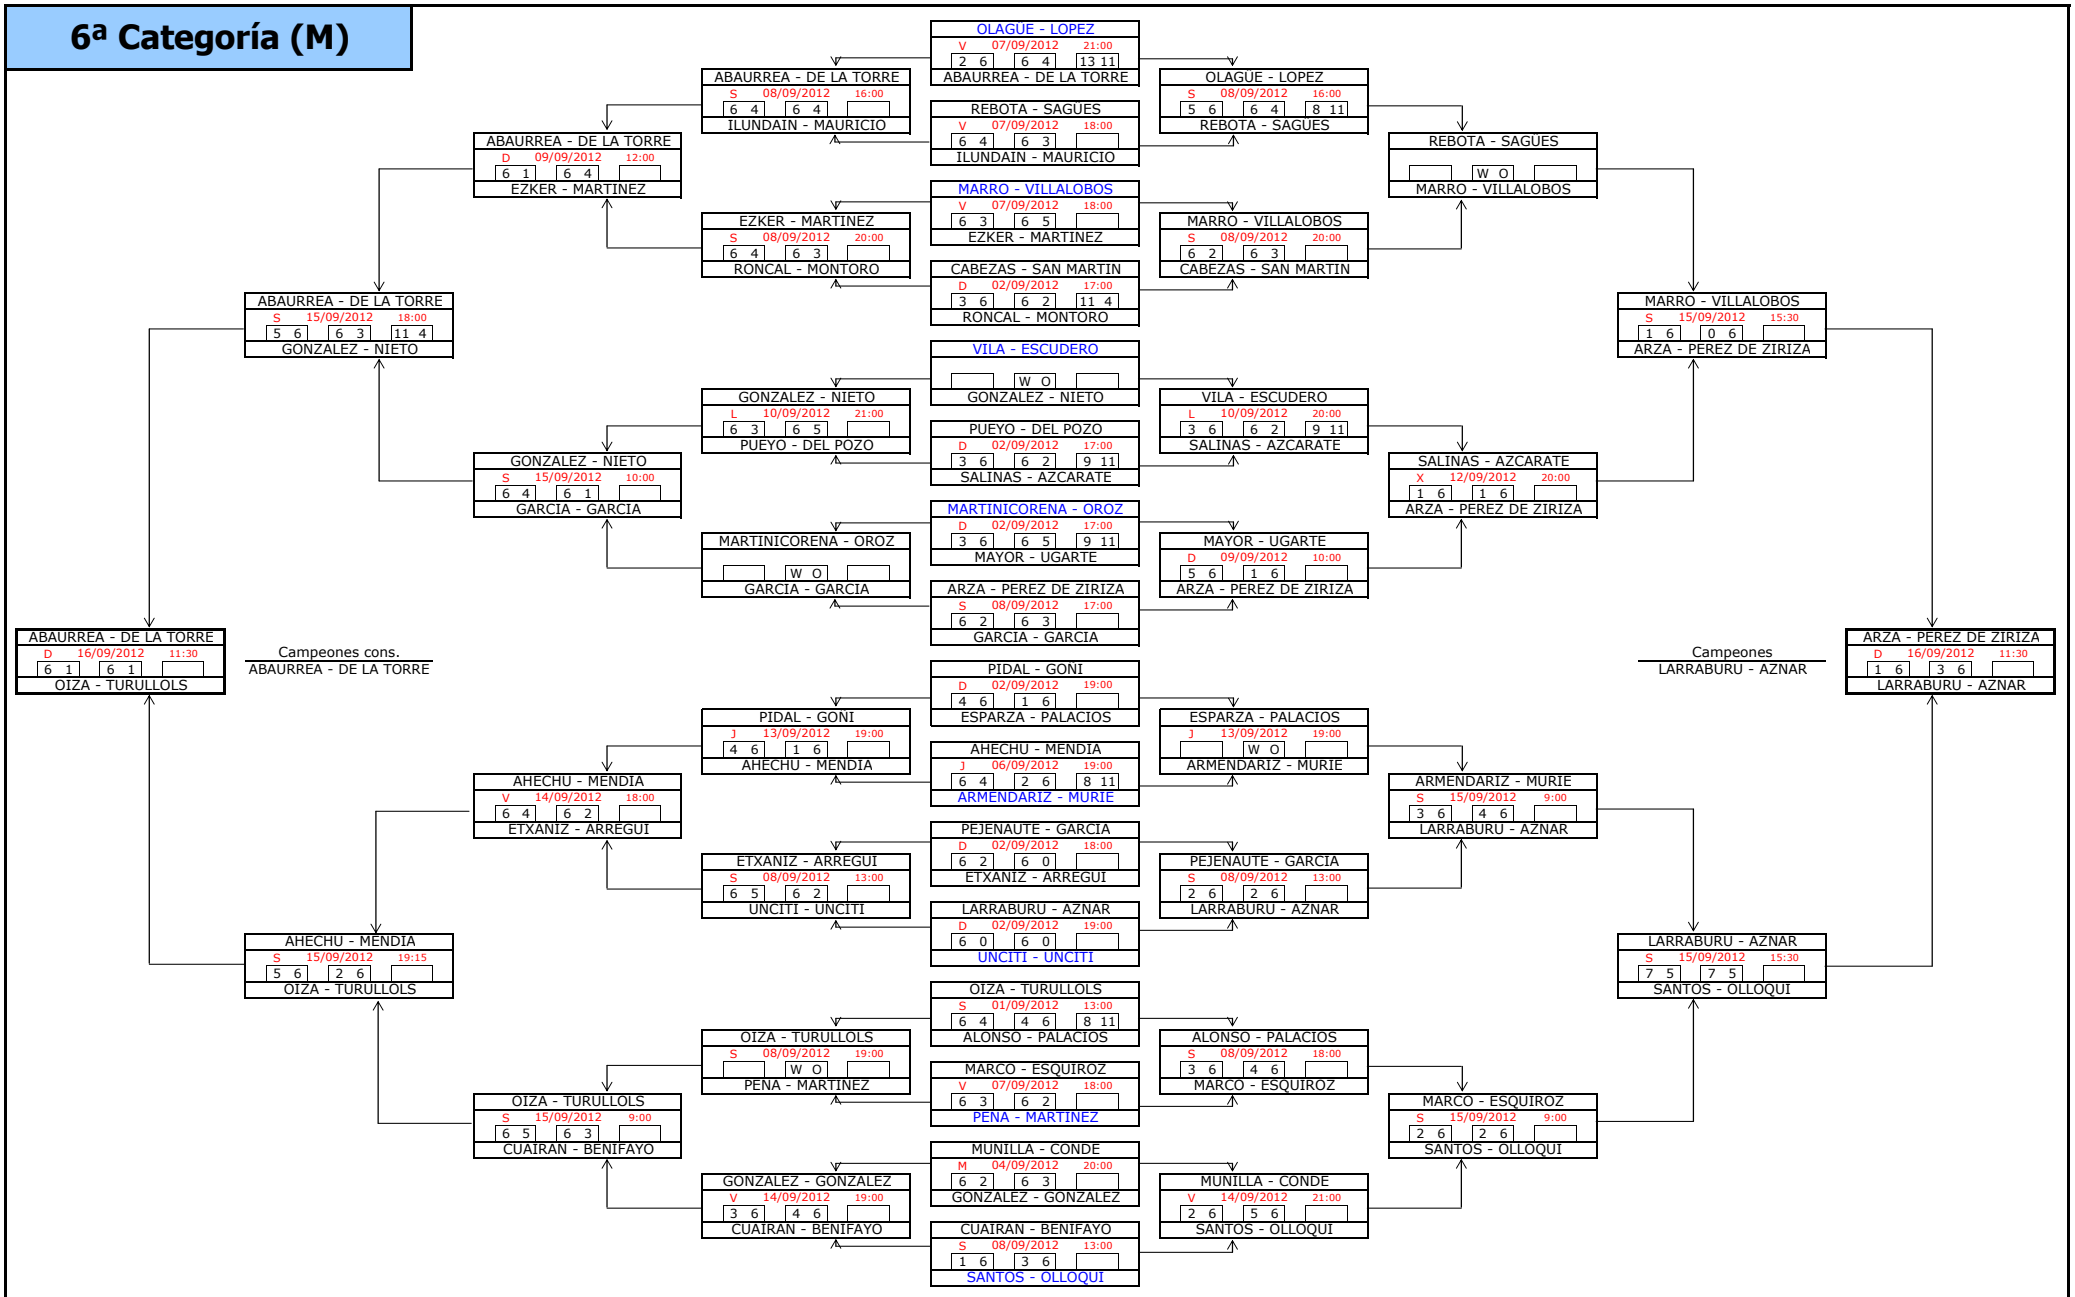 6ª Categoría (M)
ABAURREA - DE LA TORRE
D 16/09/2012 11:30
6 1 6 1
OIZA - TURULLOLS
Campeones cons.
ABAURREA - DE LA TORRE
ABAURREA - DE LA TORRE
S 15/09/2012 18:00
5 6 6 3 11 4
GONZALEZ - NIETO
AHECHU - MENDIA
S 15/09/2012 19:15
5 6 2 6
OIZA - TURULLOLS
ABAURREA - DE LA TORRE
D 09/09/2012 12:00
6 1 6 4
EZKER - MARTINEZ
GONZALEZ - NIETO
S 15/09/2012 10:00
6 4 6 1
GARCIA - GARCIA
AHECHU - MENDIA
V 14/09/2012 18:00
6 4 6 2
ETXANIZ - ARREGUI
OIZA - TURULLOLS
S 15/09/2012 9:00
6 5 6 3
CUAIRAN - BENIFAYO
ABAURREA - DE LA TORRE
S 08/09/2012 16:00
6 4 6 4
ILUNDAIN - MAURICIO
EZKER - MARTINEZ
S 08/09/2012 20:00
6 4 6 3
RONCAL - MONTORO
GONZALEZ - NIETO
L 10/09/2012 21:00
6 3 6 5
PUEYO - DEL POZO
MARTINICORENA - OROZ
W O
GARCIA - GARCIA
PIDAL - GOÑI
J 13/09/2012 19:00
4 6 1 6
AHECHU - MENDIA
ETXANIZ - ARREGUI
S 08/09/2012 13:00
6 5 6 2
UNCITI - UNCITI
OIZA - TURULLOLS
S 08/09/2012 19:00
W O
PEÑA - MARTINEZ
GONZALEZ - GONZALEZ
V 14/09/2012 19:00
3 6 4 6
CUAIRAN - BENIFAYO
OLAGÜE - LOPEZ
V 07/09/2012 21:00
2 6 6 4 13 11
ABAURREA - DE LA TORRE
REBOTA - SAGÜES
V 07/09/2012 18:00
6 4 6 3
ILUNDAIN - MAURICIO
MARRO - VILLALOBOS
V 07/09/2012 18:00
6 3 6 5
EZKER - MARTINEZ
CABEZAS - SAN MARTIN
D 02/09/2012 17:00
3 6 6 2 11 4
RONCAL - MONTORO
VILA - ESCUDERO
W O
GONZALEZ - NIETO
PUEYO - DEL POZO
D 02/09/2012 17:00
3 6 6 2 9 11
SALINAS - AZCARATE
MARTINICORENA - OROZ
D 02/09/2012 17:00
3 6 6 5 9 11
MAYOR - UGARTE
ARZA - PEREZ DE ZIRIZA
S 08/09/2012 17:00
6 2 6 3
GARCIA - GARCIA
PIDAL - GOÑI
D 02/09/2012 19:00
4 6 1 6
ESPARZA - PALACIOS
AHECHU - MENDIA
J 06/09/2012 19:00
6 4 2 6 8 11
ARMENDARIZ - MURIE
PEJENAUTE - GARCIA
D 02/09/2012 18:00
6 2 6 0
ETXANIZ - ARREGUI
LARRABURU - AZNAR
D 02/09/2012 19:00
6 0 6 0
UNCITI - UNCITI
OIZA - TURULLOLS
S 01/09/2012 13:00
6 4 4 6 8 11
ALONSO - PALACIOS
MARCO - ESQUIROZ
V 07/09/2012 18:00
6 3 6 2
PEÑA - MARTINEZ
MUNILLA - CONDE
M 04/09/2012 20:00
6 2 6 3
GONZALEZ - GONZALEZ
CUAIRAN - BENIFAYO
S 08/09/2012 13:00
1 6 3 6
SANTOS - OLLOQUI
OLAGÜE - LOPEZ
S 08/09/2012 16:00
5 6 6 4 8 11
REBOTA - SAGÜES
MARRO - VILLALOBOS
S 08/09/2012 20:00
6 2 6 3
CABEZAS - SAN MARTIN
VILA - ESCUDERO
L 10/09/2012 20:00
3 6 6 2 9 11
SALINAS - AZCARATE
MAYOR - UGARTE
D 09/09/2012 10:00
5 6 1 6
ARZA - PEREZ DE ZIRIZA
ESPARZA - PALACIOS
J 13/09/2012 19:00
W O
ARMENDARIZ - MURIE
PEJENAUTE - GARCIA
S 08/09/2012 13:00
2 6 2 6
LARRABURU - AZNAR
ALONSO - PALACIOS
S 08/09/2012 18:00
3 6 4 6
MARCO - ESQUIROZ
MUNILLA - CONDE
V 14/09/2012 21:00
2 6 5 6
SANTOS - OLLOQUI
REBOTA - SAGÜES
W O
MARRO - VILLALOBOS
SALINAS - AZCARATE
X 12/09/2012 20:00
1 6 1 6
ARZA - PEREZ DE ZIRIZA
ARMENDARIZ - MURIE
S 15/09/2012 9:00
3 6 4 6
LARRABURU - AZNAR
MARCO - ESQUIROZ
S 15/09/2012 9:00
2 6 2 6
SANTOS - OLLOQUI
MARRO - VILLALOBOS
S 15/09/2012 15:30
1 6 0 6
ARZA - PEREZ DE ZIRIZA
LARRABURU - AZNAR
S 15/09/2012 15:30
7 5 7 5
SANTOS - OLLOQUI
Campeones
LARRABURU - AZNAR
ARZA - PEREZ DE ZIRIZA
D 16/09/2012 11:30
1 6 3 6
LARRABURU - AZNAR